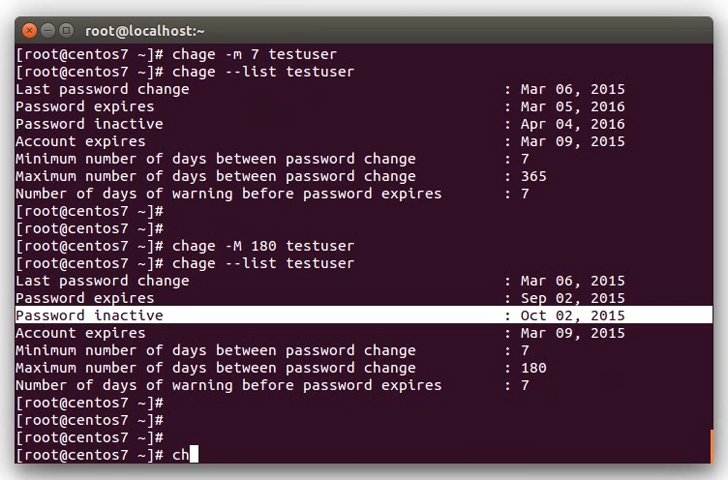 root@localhost:~
[root@centos7 ~]# chage -m 7 testuser
[root@centos7 ~]# chage --list testuser
Last password change : Mar 06, 2015
Password expires : Mar 05, 2016
Password inactive : Apr 04, 2016
Account expires : Mar 09, 2015
Minimum number of days between password change : 7
Maximum number of days between password change : 365
Number of days of warning before password expires : 7
[root@centos7 ~]#
[root@centos7 ~]#
[root@centos7 ~]# chage -M 180 testuser
[root@centos7 ~]# chage --list testuser
Last password change : Mar 06, 2015
Password expires : Sep 02, 2015
Password inactive : Oct 02, 2015
Account expires : Mar 09, 2015
Minimum number of days between password change : 7
Maximum number of days between password change : 180
Number of days of warning before password expires : 7
[root@centos7 ~]#
[root@centos7 ~]#
[root@centos7 ~]#
[root@centos7 ~]# ch